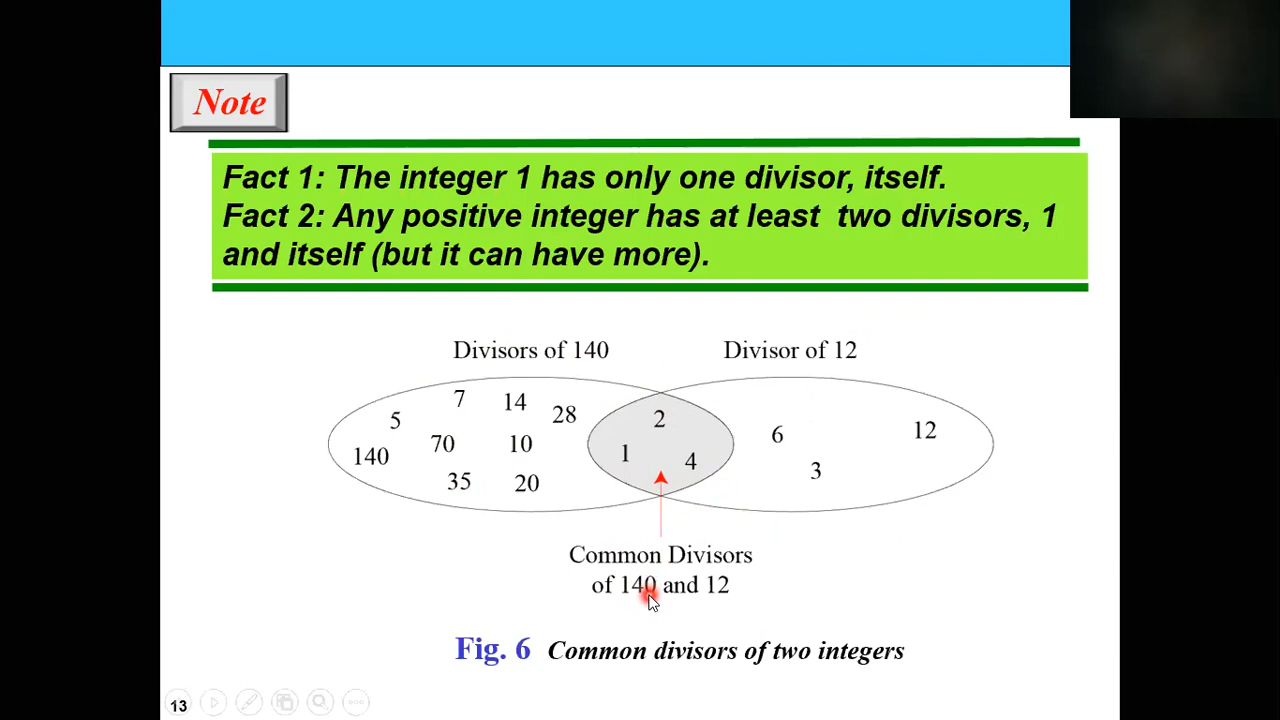 Note
Fact 1: The integer 1 has only one divisor, itself.
Fact 2: Any positive integer has at least two divisors, 1
and itself (but it can have more).
Divisors of 140
Divisor of 12
7
14
28
5
70
10
140
35
20
2
1
4
6
12
3
Common Divisors
of 140 and 12
Fig. 6 Common divisors of two integers
13